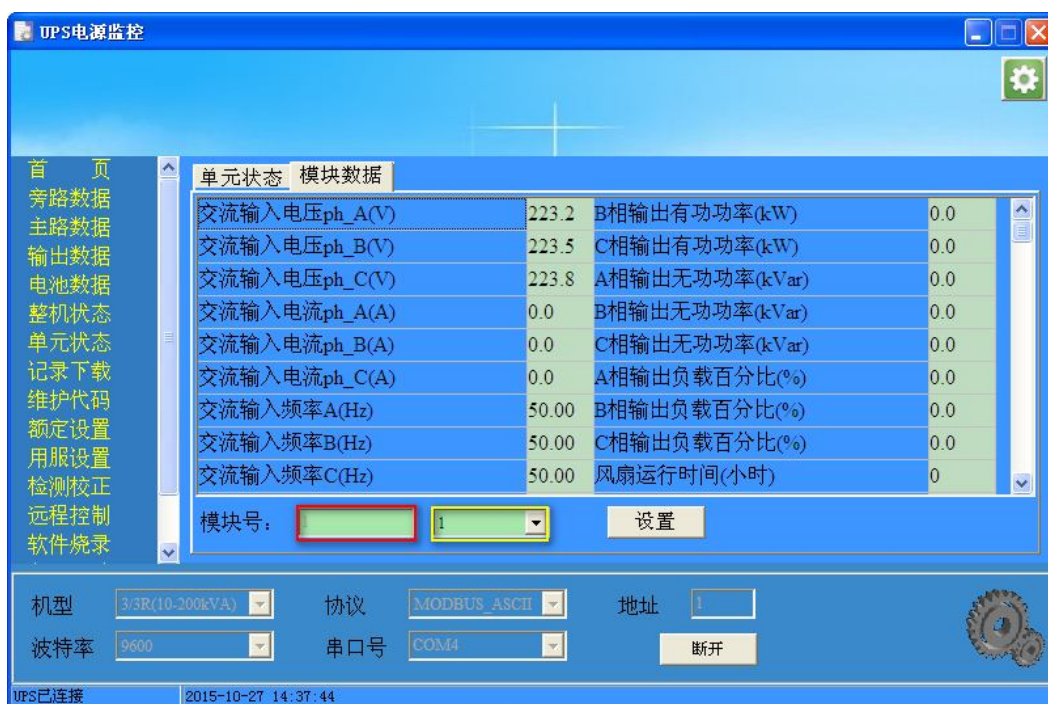 UPS电源监控
首 页
旁路数据
主路数据
输出数据
电池数据
整机状态
单元状态
记录下载
维护代码
额定设置
用服设置
检测校正
远程控制
软件烧录
单元状态 模块数据
交流输入电压ph_A(V) 223.2 B相输出有功功率(kW) 0.0
交流输入电压ph_B(V) 223.5 C相输出有功功率(kW) 0.0
交流输入电压ph_C(V) 223.8 A相输出无功功率(kVar) 0.0
交流输入电流ph_A(A) 0.0 B相输出无功功率(kVar) 0.0
交流输入电流ph_B(A) 0.0 C相输出无功功率(kVar) 0.0
交流输入电流ph_C(A) 0.0 A相输出负载百分比(%) 0.0
交流输入频率A(Hz) 50.00 B相输出负载百分比(%) 0.0
交流输入频率B(Hz) 50.00 C相输出负载百分比(%) 0.0
交流输入频率C(Hz) 50.00 风扇运行时间(小时) 0
模块号： 1 1 设置
机型 3/3R(10-200kVA) 协议 MODBUS_ASCII 地址 1
波特率 9600 串口号 COM4 断开
UPS已连接 2015-10-27 14:37:44